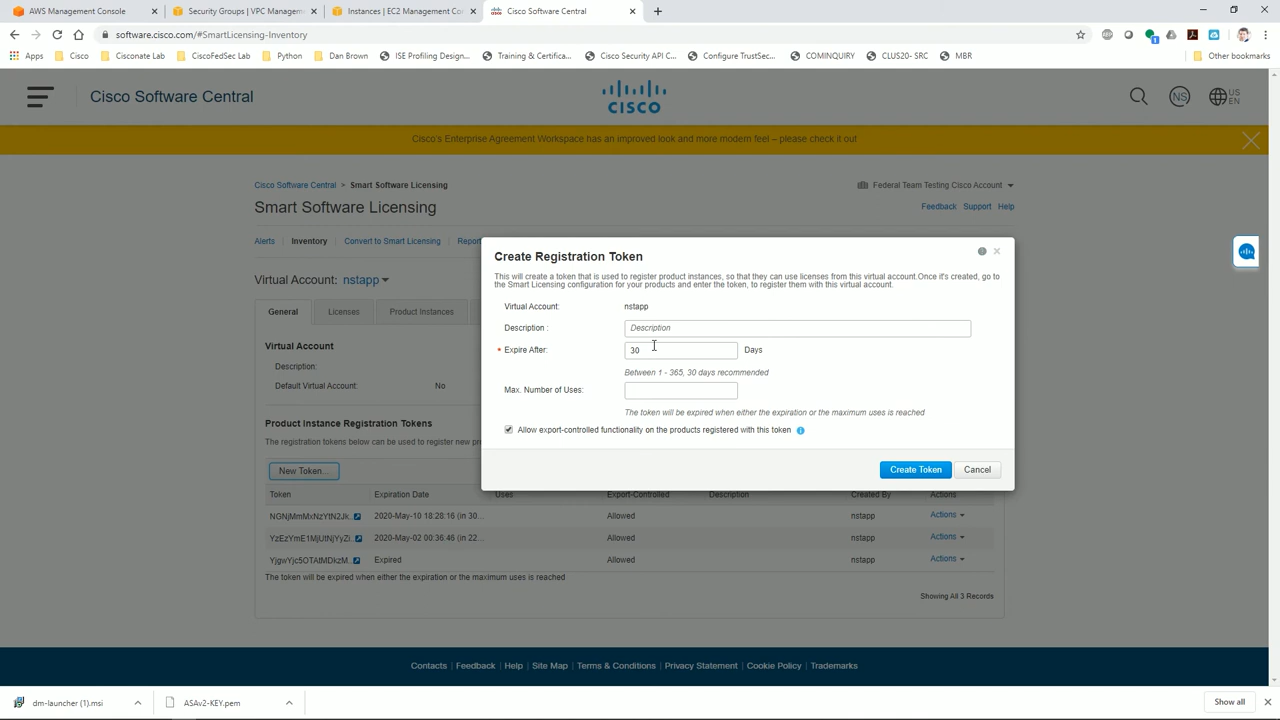 AWS Management Console
Security Groups | VPC Managem
Instances | EC2 Management Con
Cisco Software Central
software.cisco.com/#SmartLicensing-Inventory
Apps
Cisco
Cisconate Lab
CiscoFedSec Lab
Python
Dan Brown
ISE Profiling Design...
Training & Certifica...
Cisco Security API C...
Configure TrustSec...
COMINQUIRY
CLUS20- SRC
MBR
Other bookmarks
Cisco Software Central
CISCO
NS
US
EN
Cisco's Enterprise Agreement Workspace has an improved look and more modern feel – please check it out
Cisco Software Central > Smart Software Licensing
Federal Team Testing Cisco Account
Smart Software Licensing
Feedback Support Help
Alerts
Inventory
Convert to Smart Licensing
Report
Virtual Account: nstapp
General
Licenses
Product Instances
Virtual Account
Description:
Default Virtual Account: No
Product Instance Registration Tokens
The registration tokens below can be used to register new pr
New Token...
Create Registration Token
This will create a token that is used to register product instances, so that they can use licenses from this virtual account.Once it's created, go to
the Smart Licensing configuration for your products and enter the token, to register them with this virtual account.
Virtual Account: nstapp
Description : Description
* Expire After: 30 Days
Between 1 - 365, 30 days recommended
Max. Number of Uses:
The token will be expired when either the expiration or the maximum uses is reached
Allow export-controlled functionality on the products registered with this token
Create Token
Cancel
Token Expiration Date Uses Export-Controlled Description Created By Actions
2020-May-10 18:28:16 (in 30... Allowed nstapp Actions
2020-May-02 00:36:46 (in 22... Allowed nstapp Actions
Expired Allowed nstapp Actions
The token will be expired when either the expiration or the maximum uses is reached
Showing All 3 Records
Contacts | Feedback | Help | Site Map | Terms & Conditions | Privacy Statement | Cookie Policy | Trademarks
dm-launcher (1).msi
ASAv2-KEY.pem
Show all